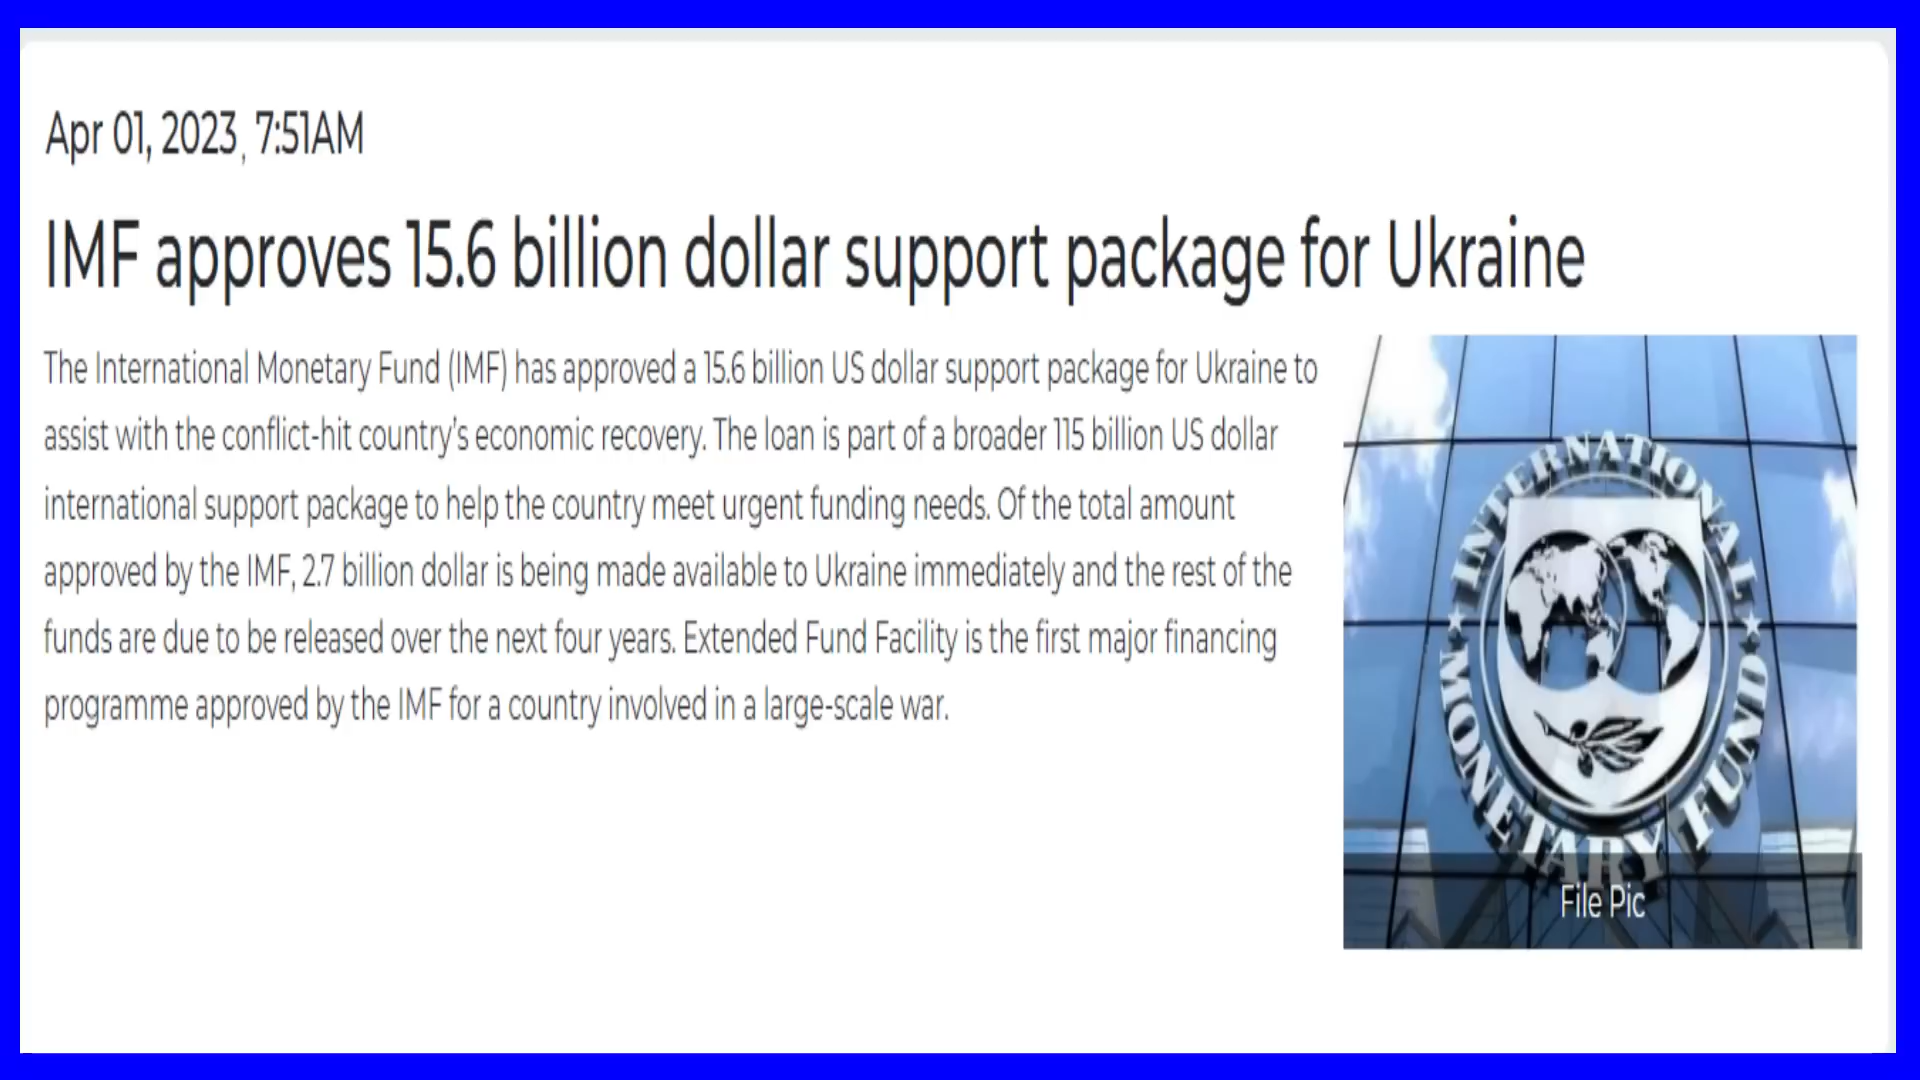 Apr 01, 2023, 7:51AM
IMF approves 15.6 billion dollar support package for Ukraine
The International Monetary Fund (IMF) has approved a 15.6 billion US dollar support package for Ukraine to
assist with the conflict-hit country's economic recovery. The loan is part of a broader 115 billion US dollar
international support package to help the country meet urgent funding needs. Of the total amount
approved by the IMF, 2.7 billion dollar is being made available to Ukraine immediately and the rest of the
funds are due to be released over the next four years. Extended Fund Facility is the first major financing
programme approved by the IMF for a country involved in a large-scale war.
INTERNATIONAL
MONETARY FUND
File Pic